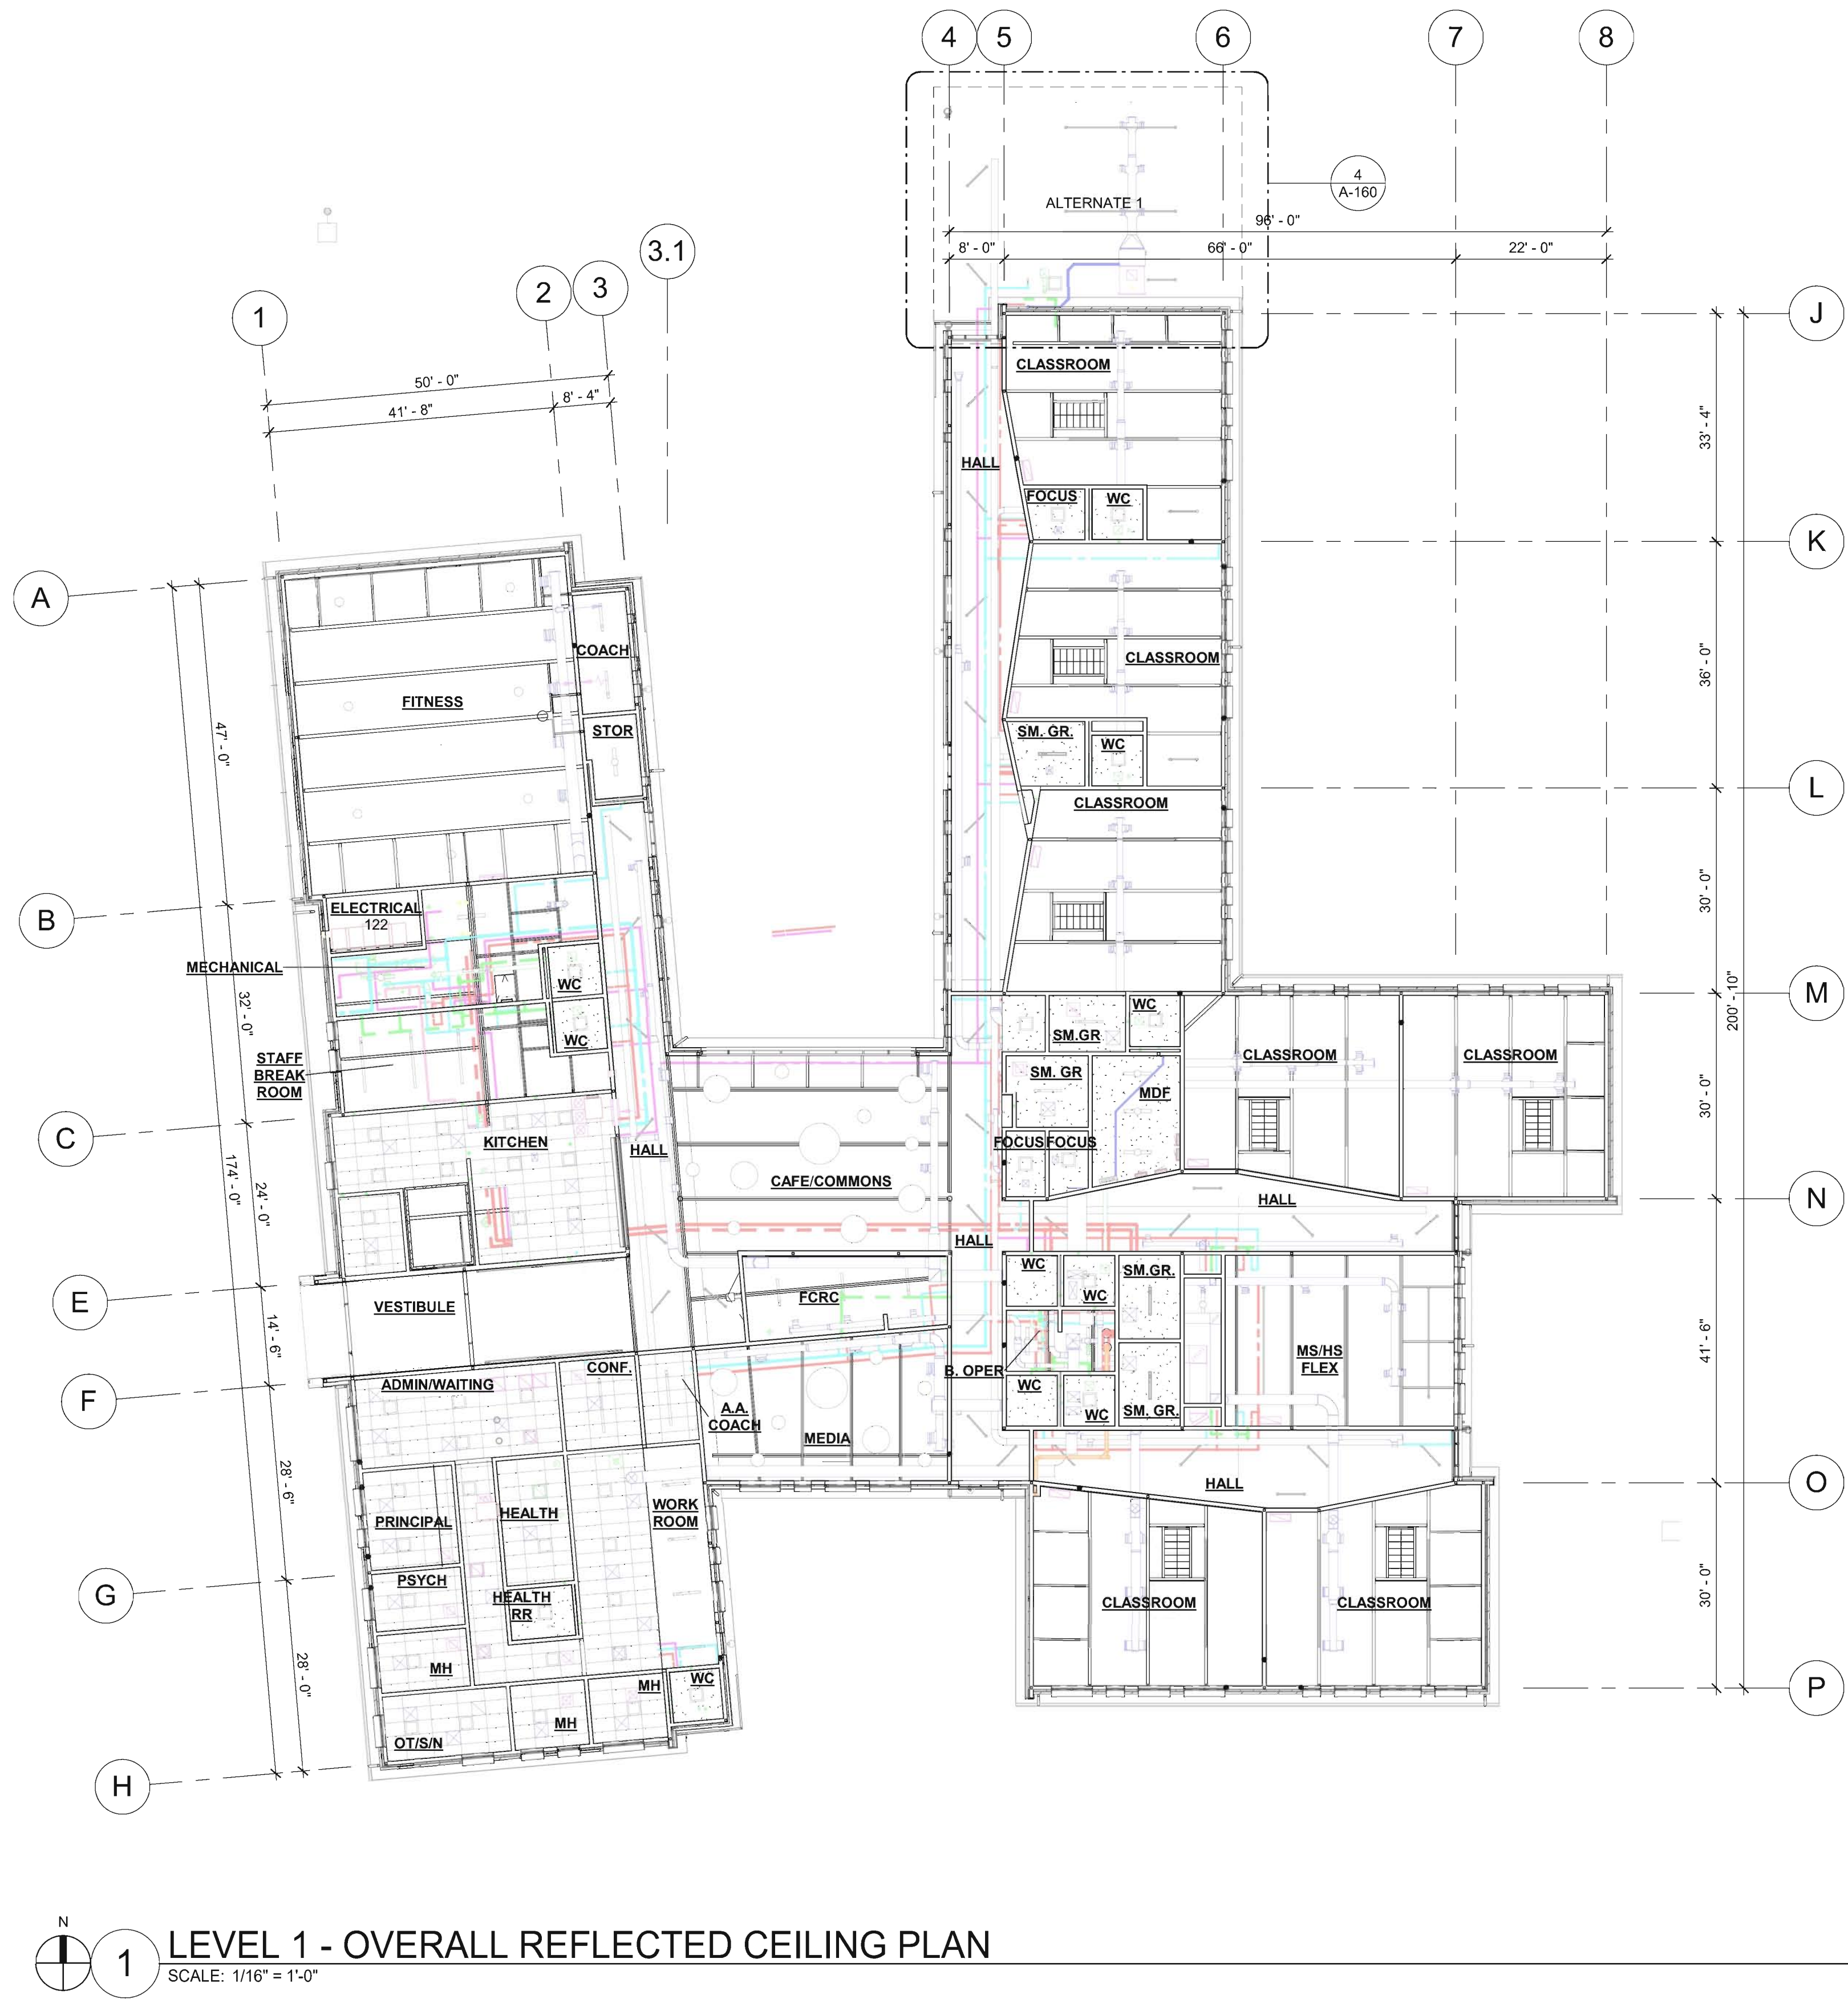 4 5 6 7 8
4
A-160
ALTERNATE 1
96' - 0"
8' - 0" 66' - 0" 22' - 0"
3.1
2 3
1
J
50' - 0"
41' - 8" 8' - 4"
CLASSROOM
33' - 4"
HALL
FOCUS WC
K
A
COACH
CLASSROOM
36' - 0"
FITNESS
STOR
SM. GR.
WC
47' - 0"
L
CLASSROOM
30' - 0"
B
ELECTRICAL
122
MECHANICAL
WC
32' - 0"
WC
M
200' - 10"
WC
SM.GR
STAFF
BREAK
ROOM
SM. GR
CLASSROOM CLASSROOM
MDF
30' - 0"
C
KITCHEN
HALL
FOCUS FOCUS
174' - 0"
24' - 0"
CAFE/COMMONS
HALL
N
HALL
WC
SM.GR.
WC
E
VESTIBULE
FCRC
14' - 6"
41' - 6"
MS/HS
FLEX
CONF.
ADMIN/WAITING
B. OPER
WC
WC
SM. GR.
F
A.A.
COACH
MEDIA
28' - 6"
HALL
O
PRINCIPAL
HEALTH
WORK
ROOM
PSYCH
G
HEALTH
RR
CLASSROOM CLASSROOM
30' - 0"
MH
28' - 0"
MH
WC
P
OT/S/N
MH
H
N
1
LEVEL 1 - OVERALL REFLECTED CEILING PLAN
SCALE: 1/16" = 1'-0"